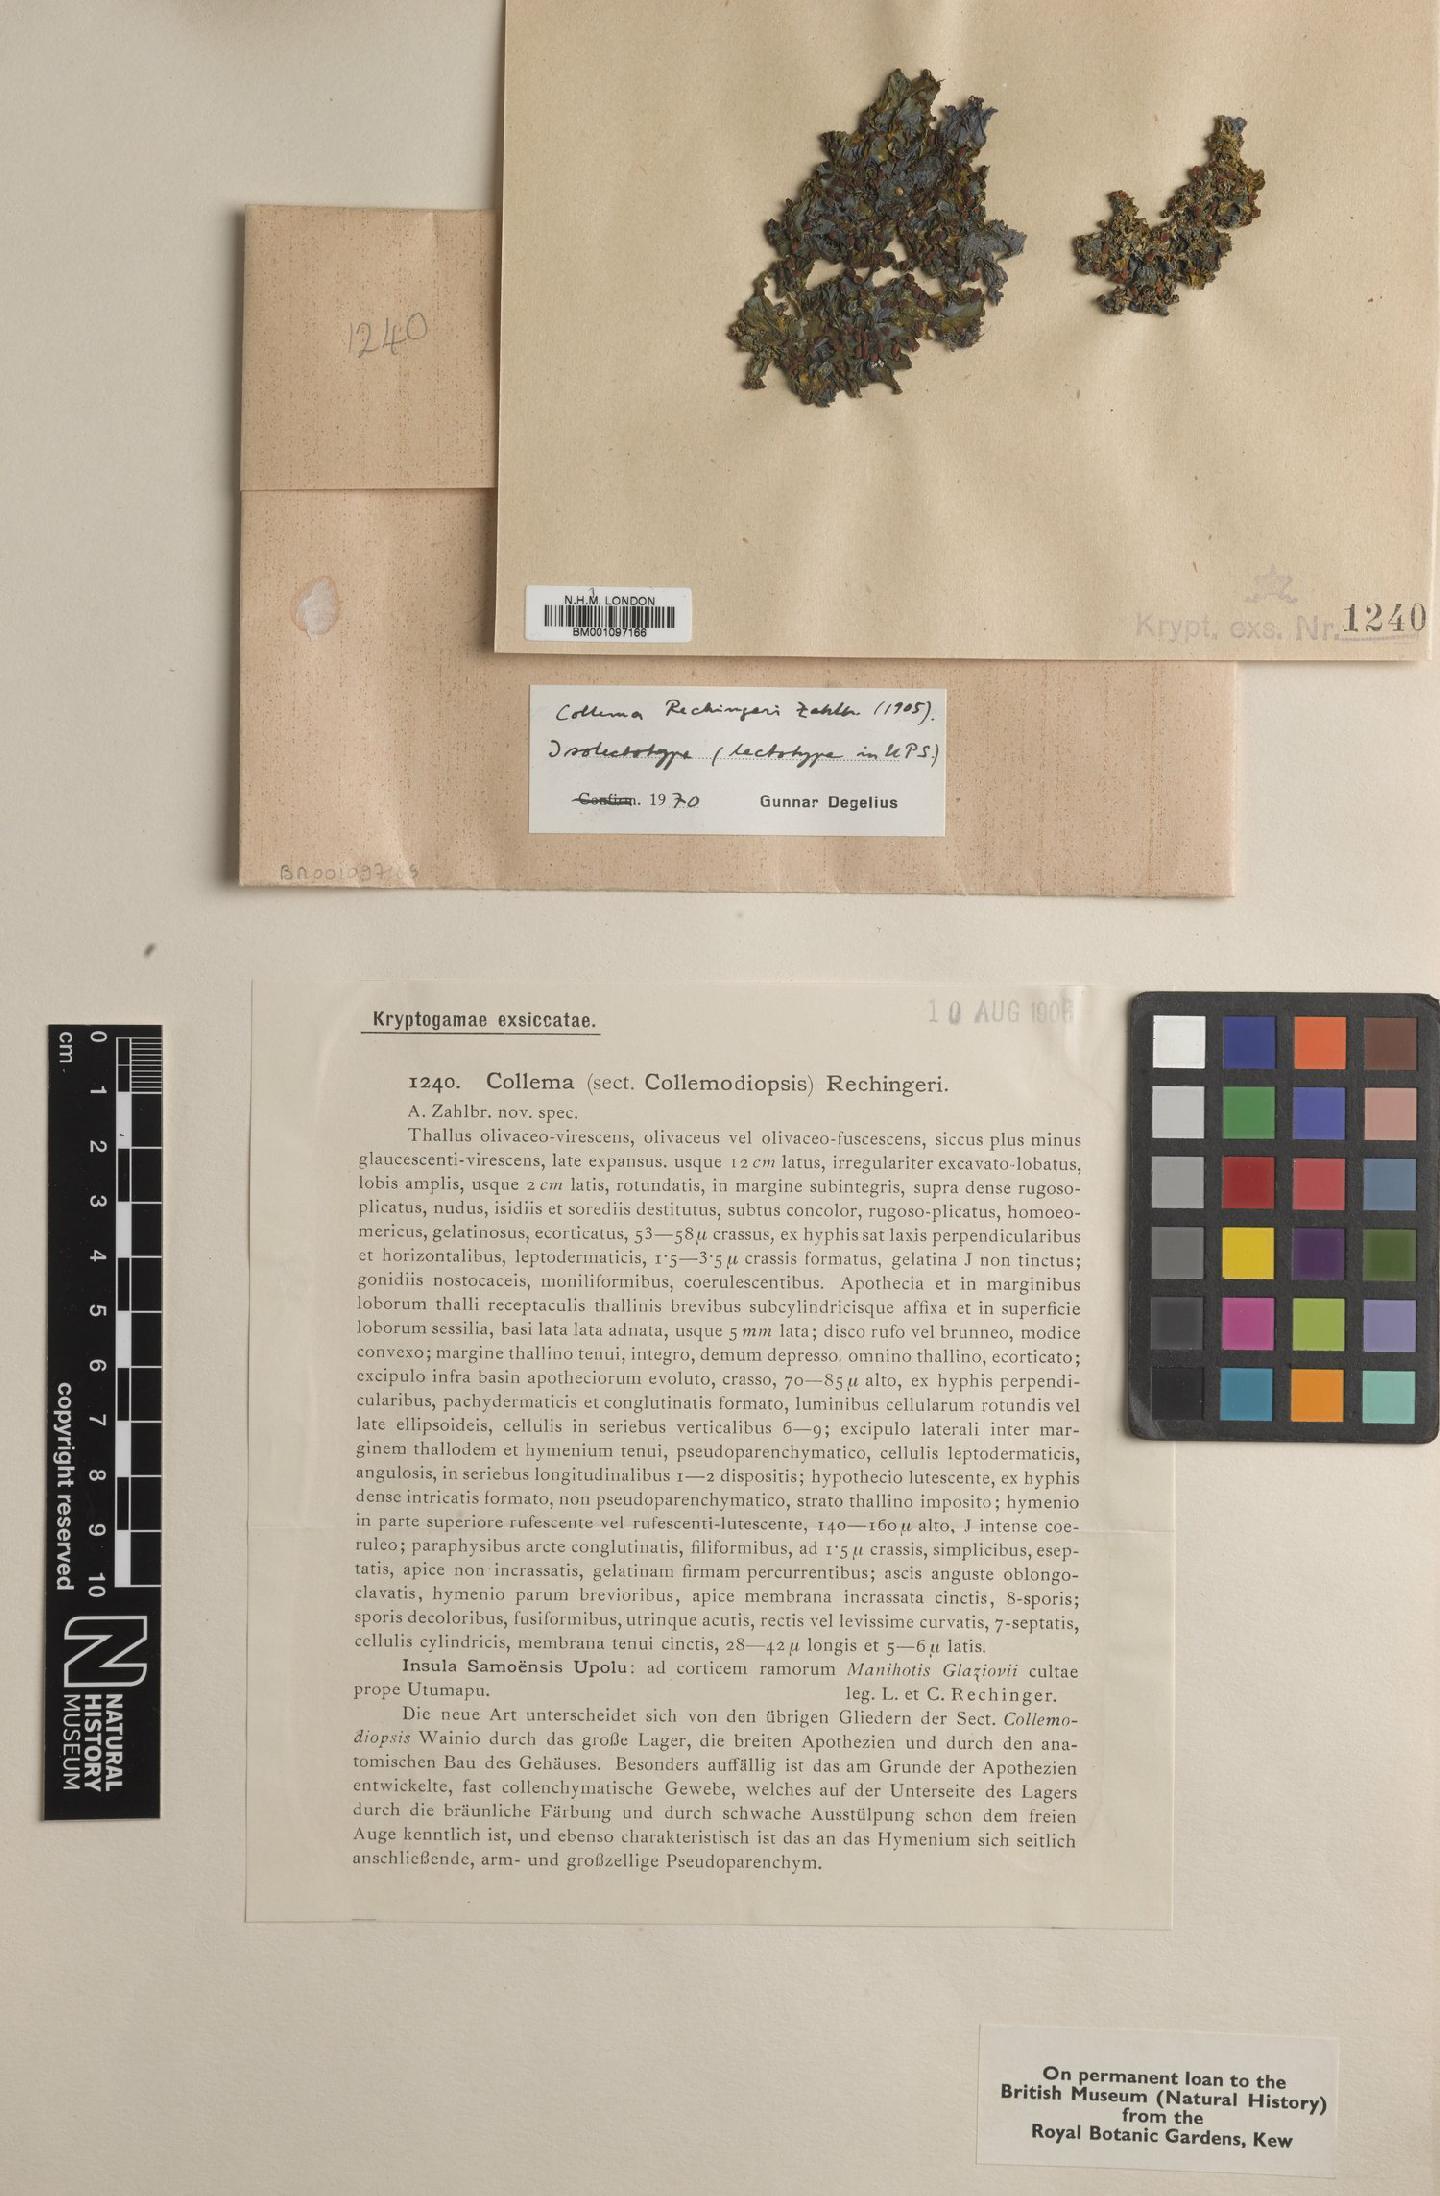 1240
N.H.M LONDON
BM001097166
Krypt. exs. Nr. 1240
Collema Rechingeri Zahlbr. (1905).
Isolectotype (lectotype in UPS.)
Confirm. 1970 Gunnar Degelius
Kryptogamae exsiccatae.
10 AUG 1906
1240. Collema (sect. Collemodiopsis) Rechingeri.
A. Zahlbr. nov. spec.
Thallus olivaceo-virescens, olivaceus vel olivaceo-fuscescens, siccus plus minus
glaucescenti-virescens, late expansus. usque 12 cm latus, irregulariter excavato-lobatus,
lobis amplis, usque 2 cm latis, rotundatis, in margine subintegris, supra dense rugoso-
plicatus, nudus, isidiis et sorediis destitutus, subtus concolor, rugoso-plicatus, homoeo-
mericus, gelatinosus, ecorticatus, 53—58 µ crassus, ex hyphis sat laxis perpendicularibus
et horizontalibus, leptodermaticis, 1·5—3·5 µ crassis formatus, gelatina J non tinctus;
gonidiis nostocaceis, moniliformibus, coerulescentibus. Apothecia et in marginibus
loborum thalli receptaculis thallinis brevibus subcylindricisque affixa et in superficie
loborum sessilia, basi lata lata adnata, usque 5 mm lata; disco rufo vel brunneo, modice
convexo; margine thallino tenui, integro, demum depresso, omnino thallino, ecorticato;
excipulo infra basin apotheciorum evoluto, crasso, 70—85 µ alto, ex hyphis perpendi-
cularibus, pachydermaticis et conglutinatis formato, luminibus cellularum rotundis vel
late ellipsoideis, cellulis in seriebus verticalibus 6—9; excipulo laterali inter mar-
ginem thallodem et hymenium tenui, pseudoparenchymatico, cellulis leptodermaticis,
angulosis, in seriebus longitudinalibus 1—2 dispositis; hypothecio lutescente, ex hyphis
dense intricatis formato, non pseudoparenchymatico, strato thallino imposito; hymenio
in parte superiore rufescente vel rufescenti-lutescente, 140—160 µ alto, J intense coe-
ruleo; paraphysibus arcte conglutinatis, filiformibus, ad 1·5 µ crassis, simplicibus, esep-
tatis, apice non incrassatis, gelatinam firmam percurrentibus; ascis anguste oblongo-
clavatis, hymenio parum brevioribus, apice membrana incrassata cinctis, 8-sporis;
sporis decoloribus, fusiformibus, utrinque acutis, rectis vel levissime curvatis, 7-septatis,
cellulis cylindricis, membrana tenui cinctis, 28—42 µ longis et 5—6 µ latis.
Insula Samoënsis Upolu: ad corticem ramorum Manihotis Glaziovii cultae
prope Utumapu. leg. L. et C. Rechinger.
Die neue Art unterscheidet sich von den übrigen Gliedern der Sect. Collemo-
diopsis Wainio durch das große Lager, die breiten Apothezien und durch den ana-
tomischen Bau des Gehäuses. Besonders auffällig ist das am Grunde der Apothezien
entwickelte, fast collenchymatische Gewebe, welches auf der Unterseite des Lagers
durch die bräunliche Färbung und durch schwache Ausstülpung schon dem freien
Auge kenntlich ist, und ebenso charakteristisch ist das an das Hymenium sich seitlich
anschließende, arm- und großzellige Pseudoparenchym.
cm 0 1 2 3 4 5 6 7 8 9 10
copyright reserved
NATURAL
HISTORY
MUSEUM
On permanent loan to the
British Museum (Natural History)
from the
Royal Botanic Gardens, Kew